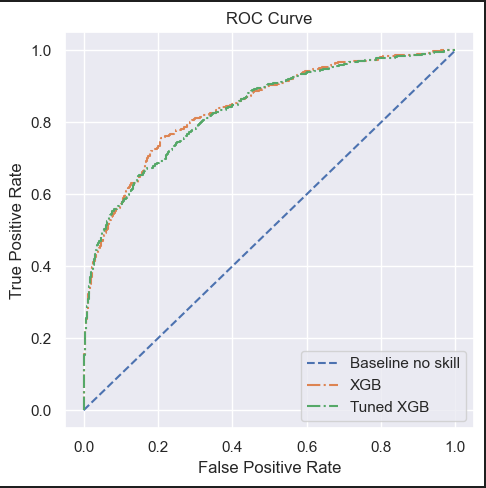 ROC Curve
1.0
0.8
0.6
0.4
0.2
0.0
True Positive Rate
Baseline no skill
XGB
Tuned XGB
0.0 0.2 0.4 0.6 0.8 1.0
False Positive Rate